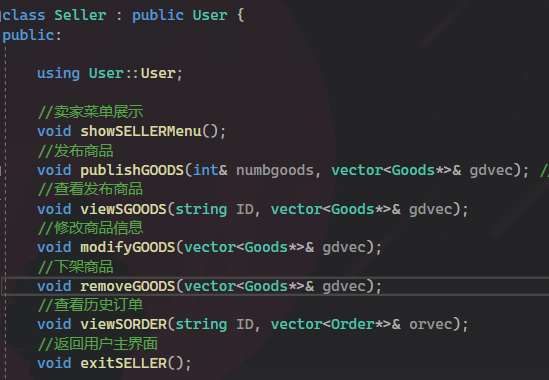 class Seller : public User {
public:
using User::User;
//卖家菜单展示
void showSELLERMenu();
//发布商品
void publishGOODS(int& numbgoods, vector<Goods*>& gdvec); /
//查看发布商品
void viewSGOODS(string ID, vector<Goods*>& gdvec);
//修改商品信息
void modifyGOODS(vector<Goods*>& gdvec);
//下架商品
void removeGOODS(vector<Goods*>& gdvec);
//查看历史订单
void viewSORDER(string ID, vector<Order*>& orvec);
//返回用户主界面
void exitSELLER();